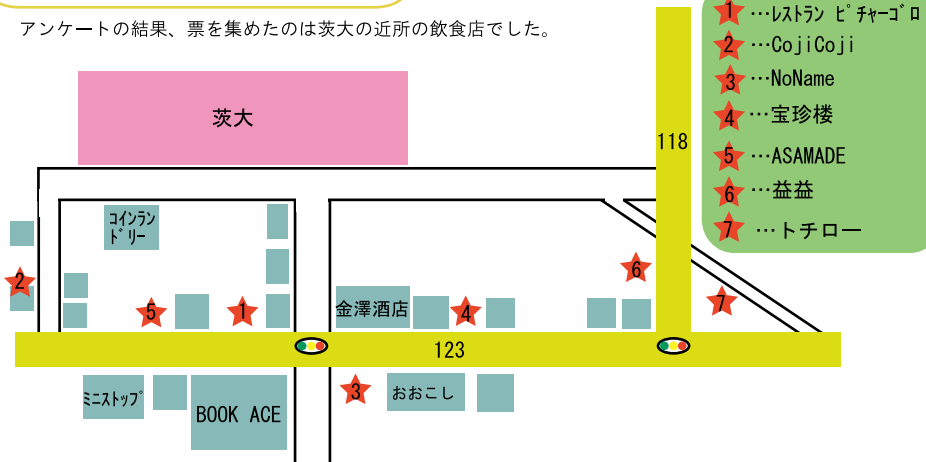 アンケートの結果、票を集めたのは茨大の近所の飲食店でした。
1…レストラン ピチャーゴロ
2…CojiCoji
3…NoName
4…宝珍楼
5…ASAMADE
6…益益
7…トチロー
茨大
118
コインラン
ドリー
2
5
1
金澤酒店
4
6
7
123
ミニストップ
BOOK ACE
3
おおこし